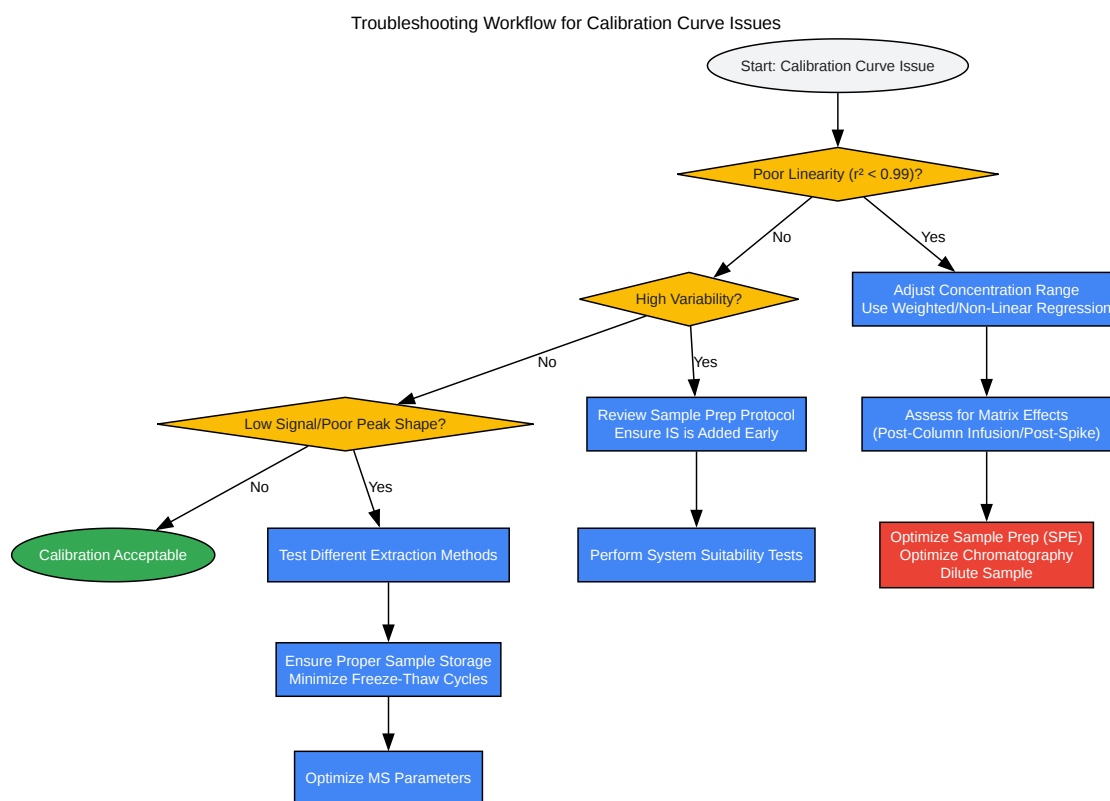 Troubleshooting Workflow for Calibration Curve Issues
Start: Calibration Curve Issue
Poor Linearity (r² < 0.99)?
No
Yes
High Variability?
Adjust Concentration Range
Use Weighted/Non-Linear Regression
No
Yes
Low Signal/Poor Peak Shape?
Review Sample Prep Protocol
Ensure IS is Added Early
Assess for Matrix Effects
(Post-Column Infusion/Post-Spike)
No
Yes
Calibration Acceptable
Test Different Extraction Methods
Perform System Suitability Tests
Optimize Sample Prep (SPE)
Optimize Chromatography
Dilute Sample
Ensure Proper Sample Storage
Minimize Freeze-Thaw Cycles
Optimize MS Parameters